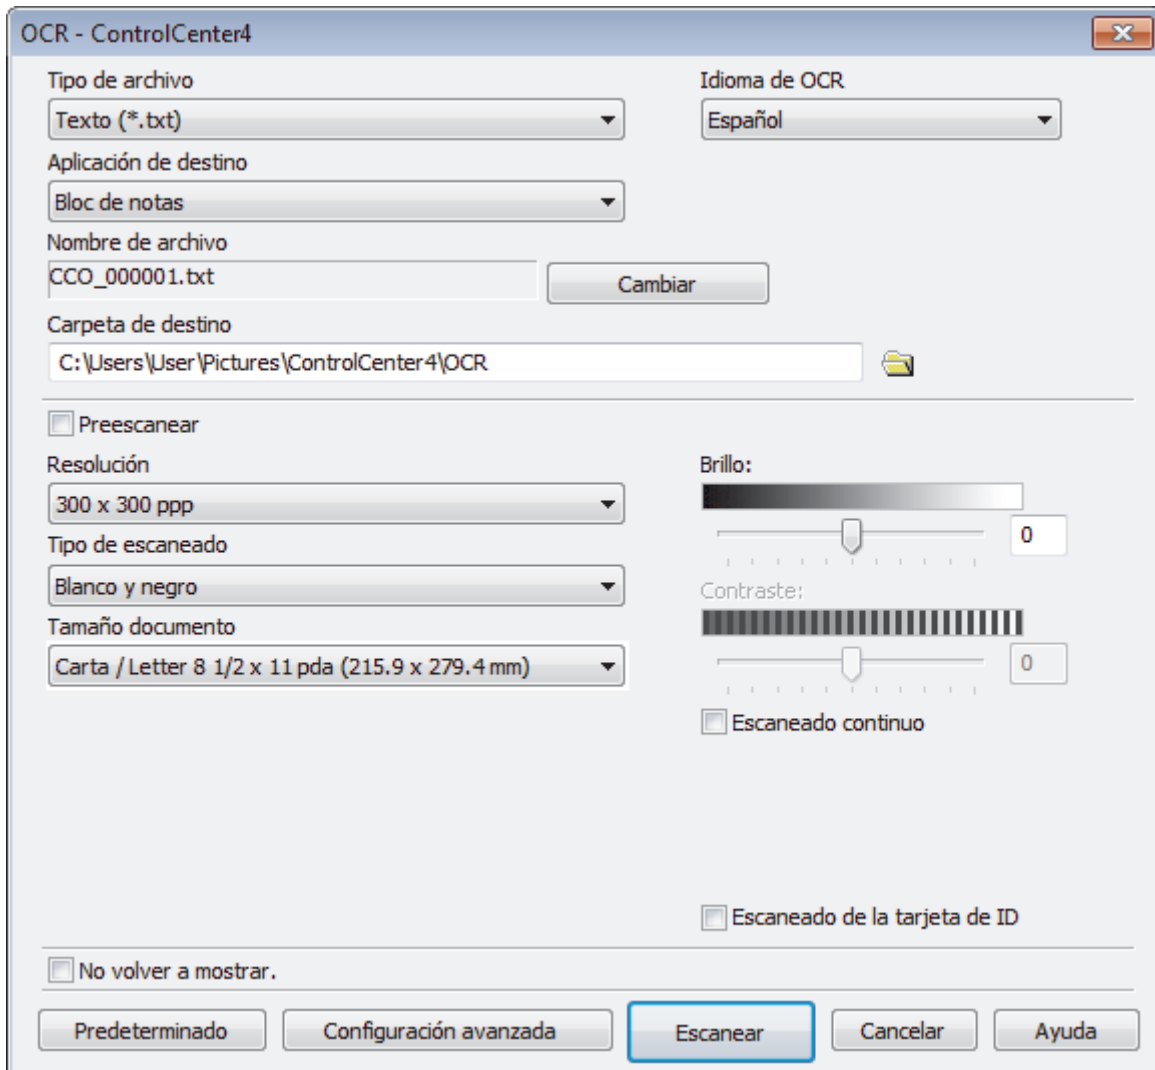 OCR - ControlCenter4
Tipo de archivo
Texto (*.txt)
Idioma de OCR
Español
Aplicación de destino
Bloc de notas
Nombre de archivo
CCO_000001.txt
Cambiar
Carpeta de destino
C:\Users\User\Pictures\ControlCenter4\OCR
Preescanear
Resolución
300 x 300 ppp
Tipo de escaneado
Blanco y negro
Tamaño documento
Carta / Letter 8 1/2 x 11 pda (215.9 x 279.4 mm)
Brillo:
0
Contraste:
0
Escaneado continuo
Escaneado de la tarjeta de ID
No volver a mostrar.
Predeterminado
Configuración avanzada
Escanear
Cancelar
Ayuda